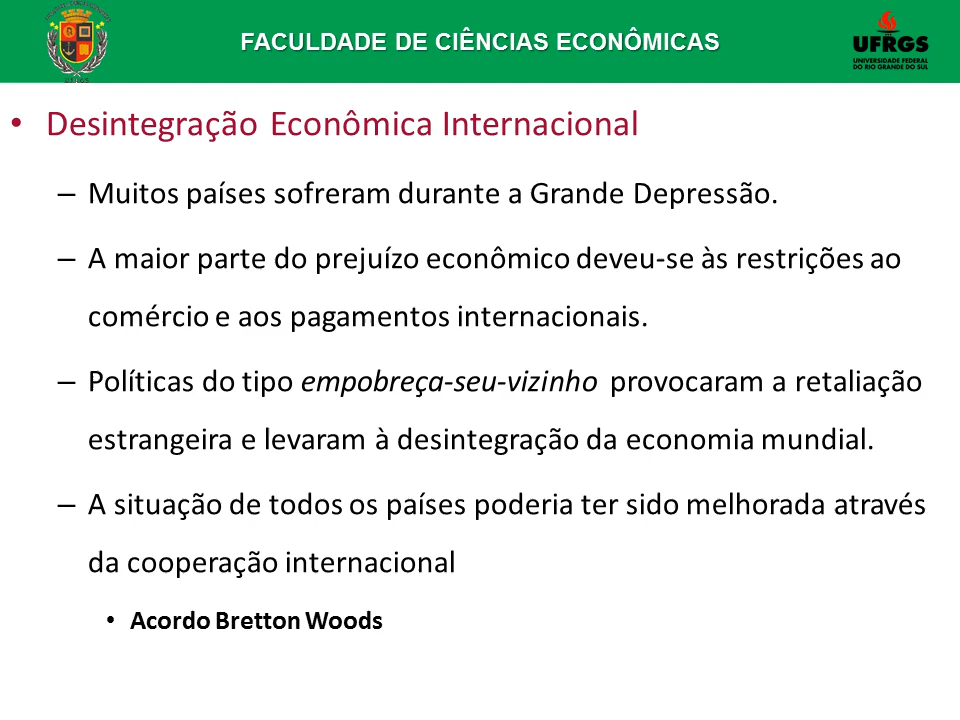 FACULDADE DE CIÊNCIAS ECONÔMICAS
UFRGS
UNIVERSIDADE FEDERAL
DO RIO GRANDE DO SUL
• Desintegração Econômica Internacional
– Muitos países sofreram durante a Grande Depressão.
– A maior parte do prejuízo econômico deveu-se às restrições ao
comércio e aos pagamentos internacionais.
– Políticas do tipo empobreça-seu-vizinho provocaram a retaliação
estrangeira e levaram à desintegração da economia mundial.
– A situação de todos os países poderia ter sido melhorada através
da cooperação internacional
• Acordo Bretton Woods